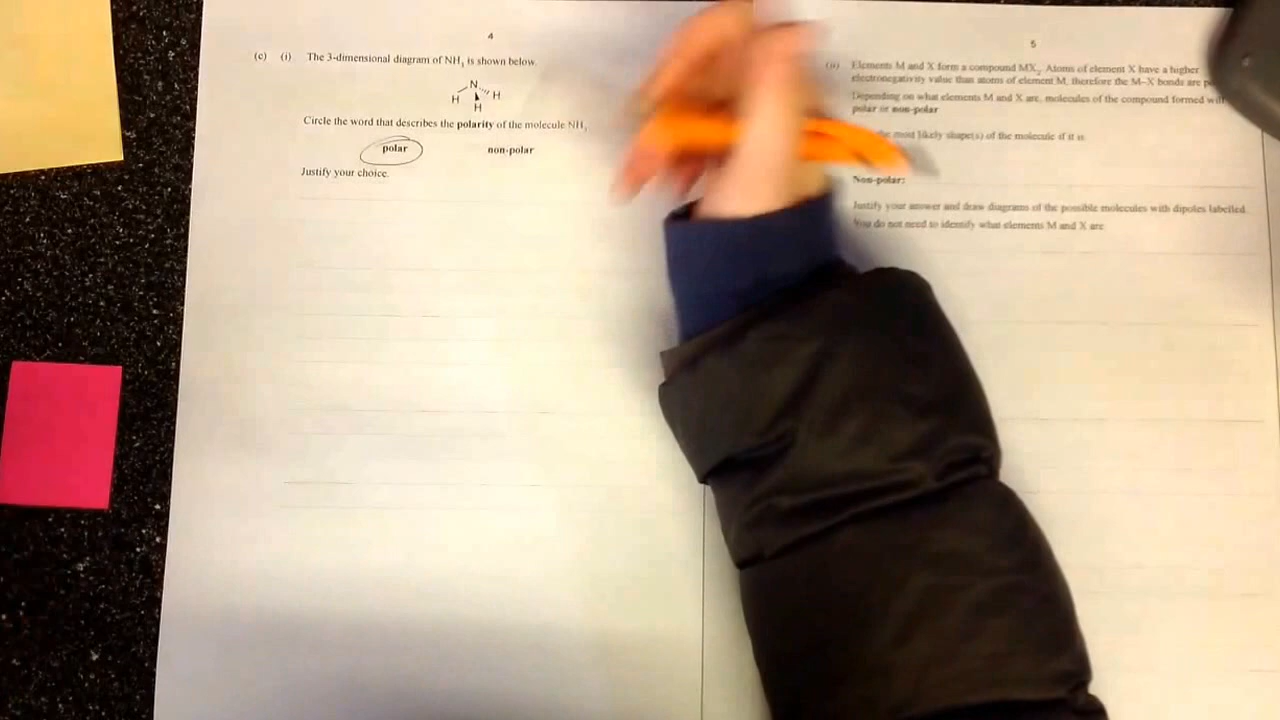 4
(c) (i) The 3-dimensional diagram of NH₃ is shown below.
N
H H
H
Circle the word that describes the polarity of the molecule NH₃
polar non-polar
Justify your choice.
5
(ii) Elements M and X form a compound MX₂. Atoms of element X have a higher
electronegativity value than atoms of element M, therefore the M–X bonds are
Depending on what elements M and X are, molecules of the compound formed will
polar or non-polar
the most likely shape(s) of the molecule if it is
Non-polar:
Justify your answer and draw diagrams of the possible molecules with dipoles labelled.
You do not need to identify what elements M and X are